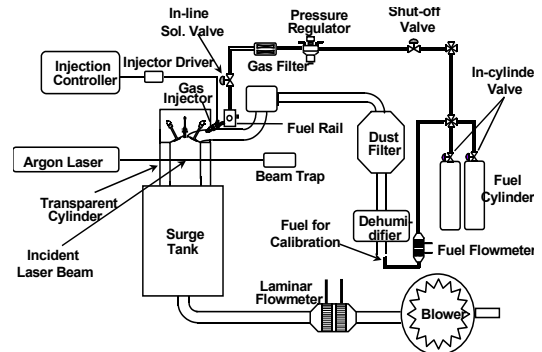 In-line
Sol. Valve
Pressure
Regulator
Shut-off
Valve
Injection
Controller
Injector Driver
Gas Filter
Gas
Injector
In-cylinde
Valve
Fuel Rail
Dust
Filter
Argon Laser
Beam Trap
Transparent
Cylinder
Fuel
Cylinder
Surge
Tank
Fuel for
Calibration
Dehumi-
difier
Fuel Flowmeter
Incident
Laser Beam
Laminar
Flowmeter
Blower